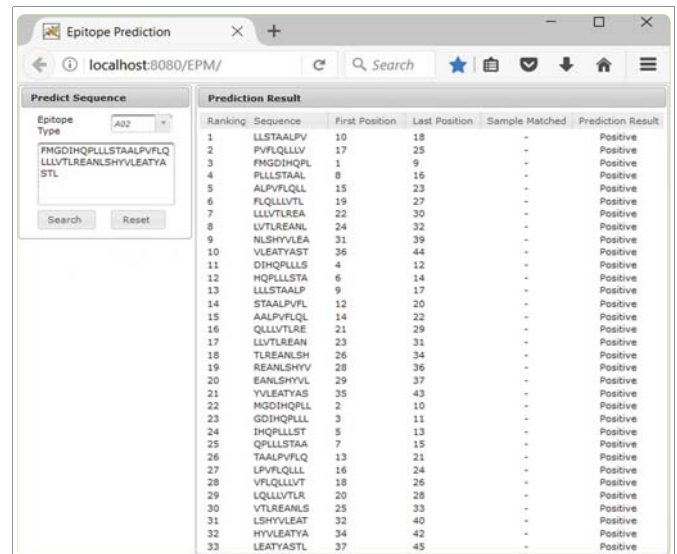 Epitope Prediction
localhost:8080/EPM/
Search
Predict Sequence
Epitope Type
A02
FMGDIHQPLLLSTAALPVFLQ
LLLVTLREANLSHYVLEATYA
STL
Search Reset
Prediction Result
Ranking Sequence First Position Last Position Sample Matched Prediction Result
1 LLSTAALPV 10 18 - Positive
2 PVFLQLLLV 17 25 - Positive
3 FMGDIHQPL 1 9 - Positive
4 PLLLSTAAL 8 16 - Positive
5 ALPVFLQLL 15 23 - Positive
6 FLQLLLVTL 19 27 - Positive
7 LLLVTLREA 22 30 - Positive
8 LVTLREANL 24 32 - Positive
9 NLSHYVLEA 31 39 - Positive
10 VLEATYAST 36 44 - Positive
11 DIHQPLLLS 4 12 - Positive
12 HQPLLLSTA 6 14 - Positive
13 LLLSTAALP 9 17 - Positive
14 STAALPVFL 12 20 - Positive
15 AALPVFLQL 14 22 - Positive
16 QLLLVTLRE 21 29 - Positive
17 LLVTLREAN 23 31 - Positive
18 TLREANLSH 26 34 - Positive
19 REANLSHYV 28 36 - Positive
20 EANLSHYVL 29 37 - Positive
21 YVLEATYAS 35 43 - Positive
22 MGDIHQPLL 2 10 - Positive
23 GDIHQPLLL 3 11 - Positive
24 IHQPLLLST 5 13 - Positive
25 QPLLLSTAA 7 15 - Positive
26 TAALPVFLQ 13 21 - Positive
27 LPVFLQLLL 16 24 - Positive
28 VFLQLLLVT 18 26 - Positive
29 LQLLLVTLR 20 28 - Positive
30 VTLREANLS 25 33 - Positive
31 LSHYVLEAT 32 40 - Positive
32 HYVLEATYA 34 42 - Positive
33 LEATYASTL 37 45 - Positive